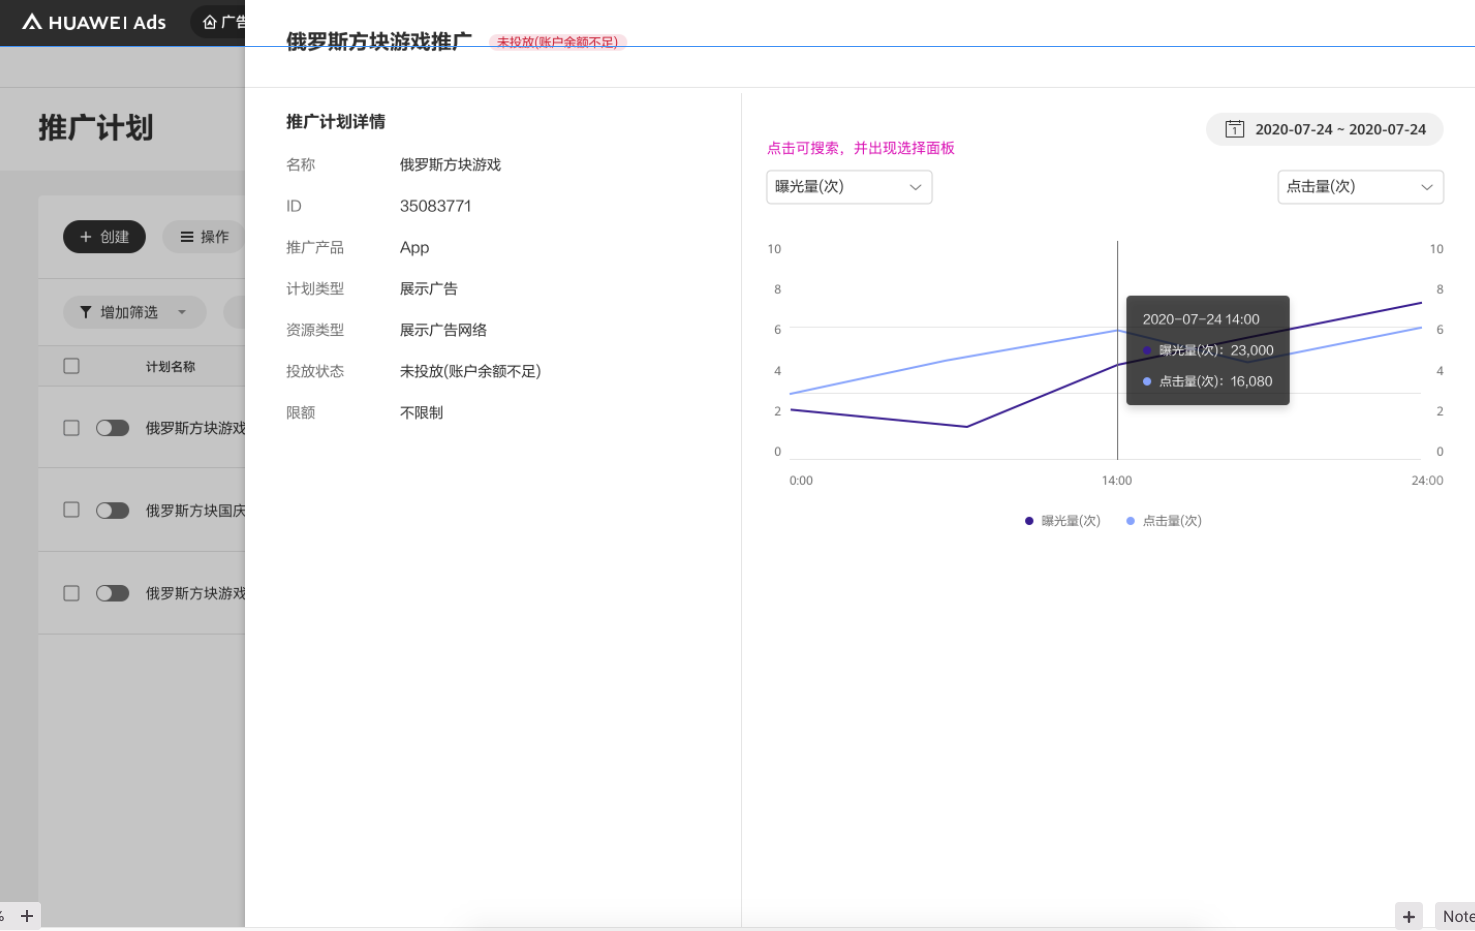 HUAWEI Ads
广告
俄罗斯方块游戏推广
未投放(账户余额不足)
推广计划
创建
操作
增加筛选
计划名称
俄罗斯方块游戏
俄罗斯方块国庆
俄罗斯方块游戏
推广计划详情
名称 俄罗斯方块游戏
ID 35083771
推广产品 App
计划类型 展示广告
资源类型 展示广告网络
投放状态 未投放(账户余额不足)
限额 不限制
1 2020-07-24 ~ 2020-07-24
点击可搜索，并出现选择面板
曝光量(次)
点击量(次)
10 10
8 8
6 6
4 4
2 2
0 0
2020-07-24 14:00
曝光量(次)：23,000
点击量(次)：16,080
0:00 14:00 24:00
曝光量(次) 点击量(次)
% +
+ Note